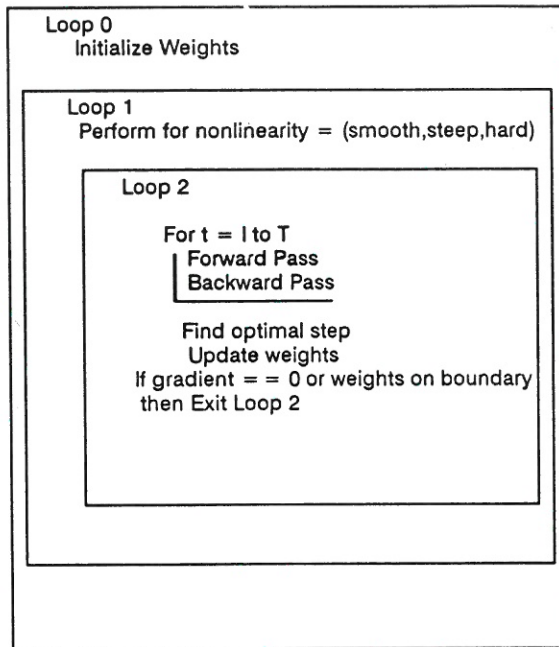 Loop 0
Initialize Weights
Loop 1
Perform for nonlinearity = (smooth,steep,hard)
Loop 2
For t = I to T
Forward Pass
Backward Pass
Find optimal step
Update weights
If gradient = = 0 or weights on boundary
then Exit Loop 2